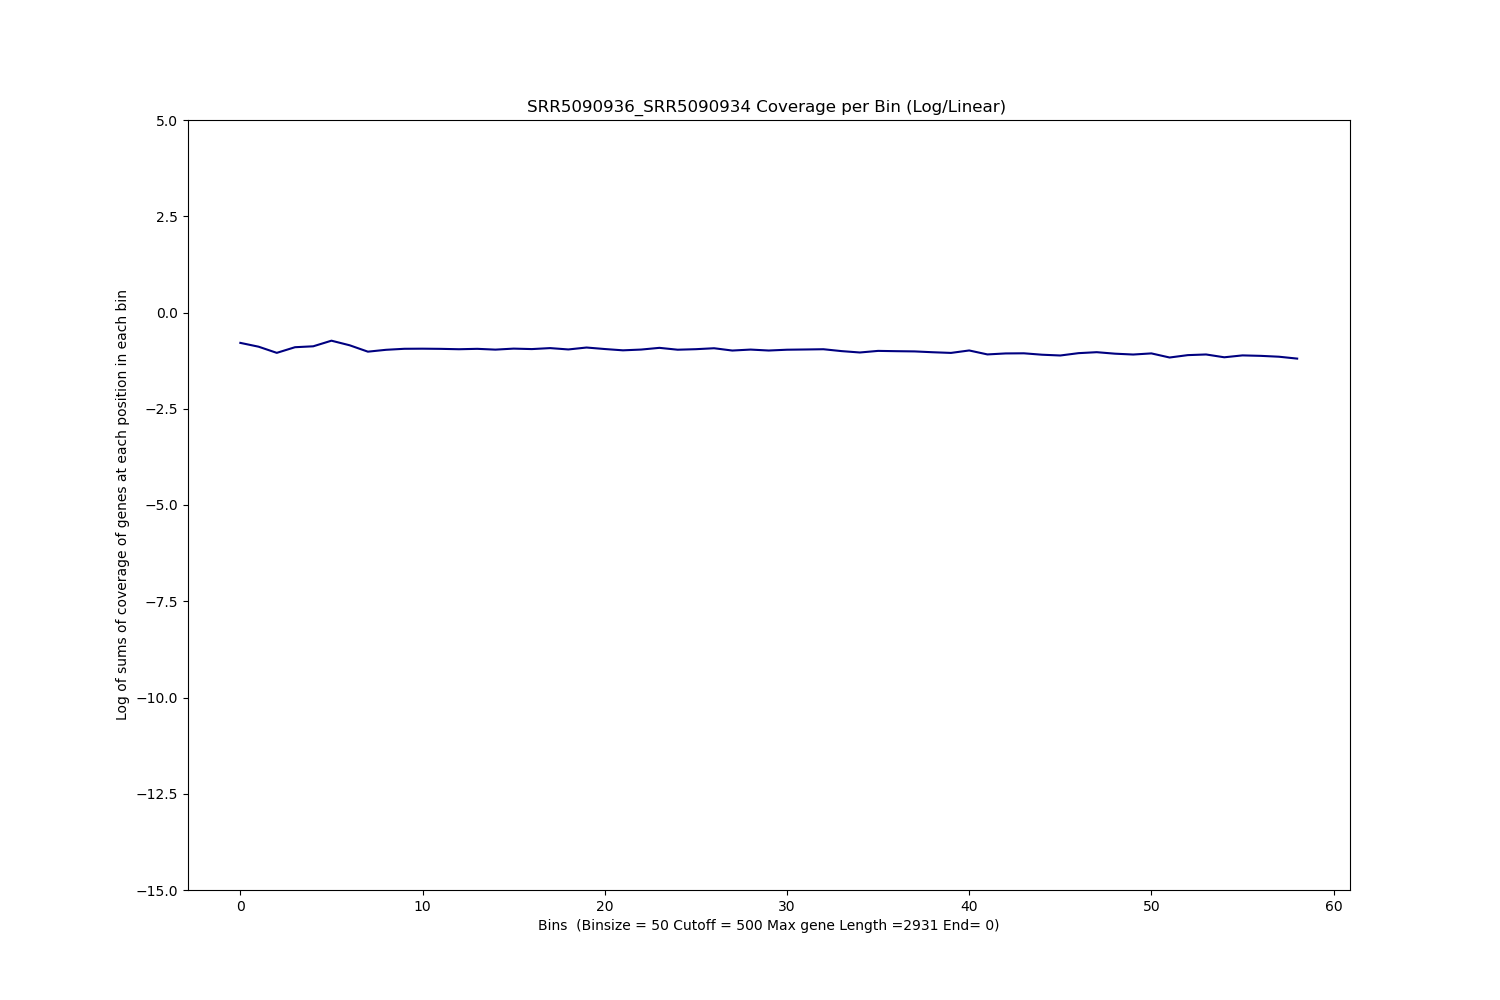 SRR5090936_SRR5090934 Coverage per Bin (Log/Linear)
5.0
2.5
0.0
−2.5
−5.0
−7.5
−10.0
−12.5
−15.0
Log of sums of coverage of genes at each position in each bin
0 10 20 30 40 50 60
Bins  (Binsize = 50 Cutoff = 500 Max gene Length =2931 End= 0)